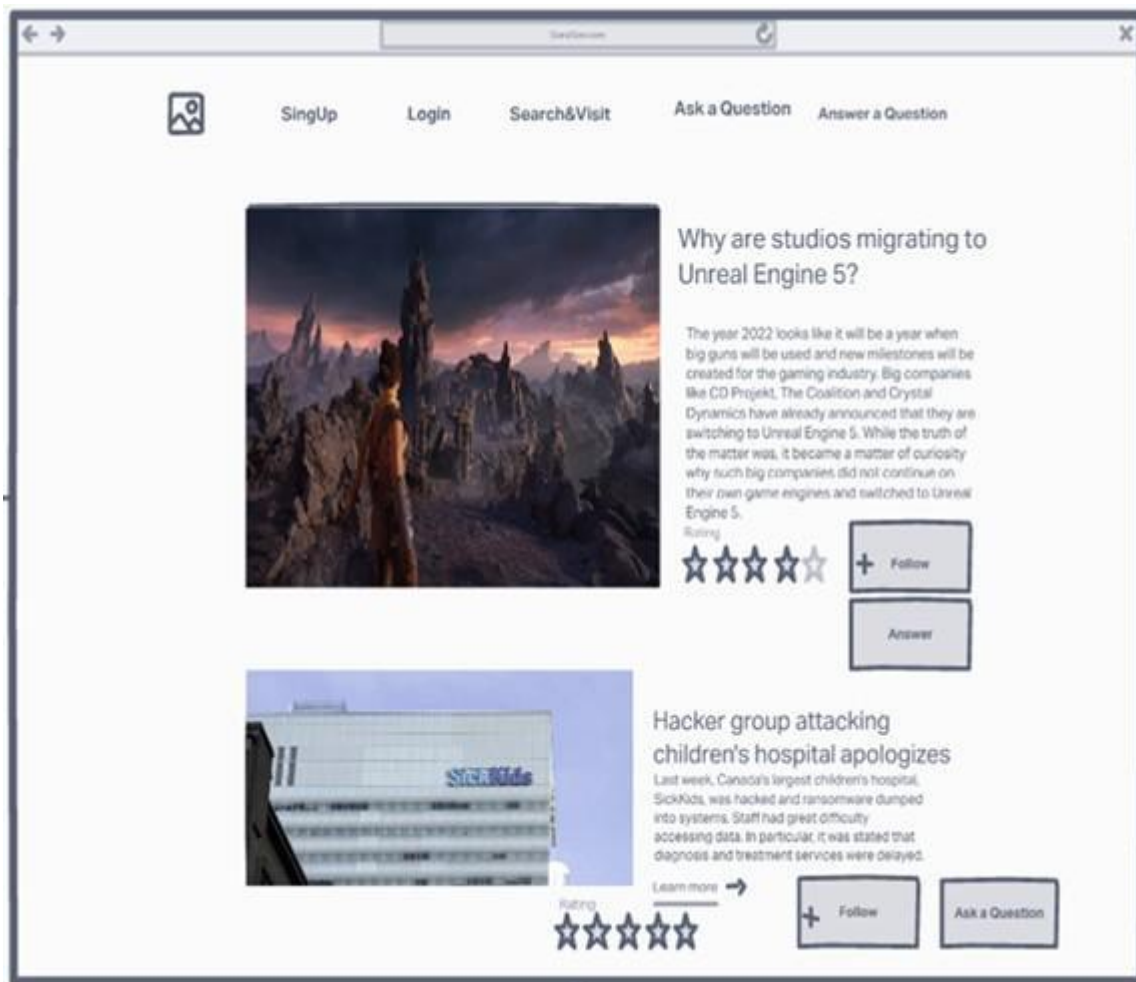 SingUp
Login
Search&Visit
Ask a Question
Answer a Question
Why are studios migrating to
Unreal Engine 5?
The year 2022 looks like it will be a year when
big guns will be used and new milestones will be
created for the gaming industry. Big companies
like CD Projekt, The Coalition and Crystal
Dynamics have already announced that they are
switching to Unreal Engine 5. While the truth of
the matter was, it became a matter of curiosity
why such big companies did not continue on
their own game engines and switched to Unreal
Engine 5.
Rating
+ Follow
Answer
SickKids
Hacker group attacking
children's hospital apologizes
Last week, Canada's largest children's hospital,
SickKids, was hacked and ransomware dumped
into systems. Staff had great difficulty
accessing data. In particular, it was stated that
diagnosis and treatment services were delayed.
Learn more
Rating
+ Follow
Ask a Question